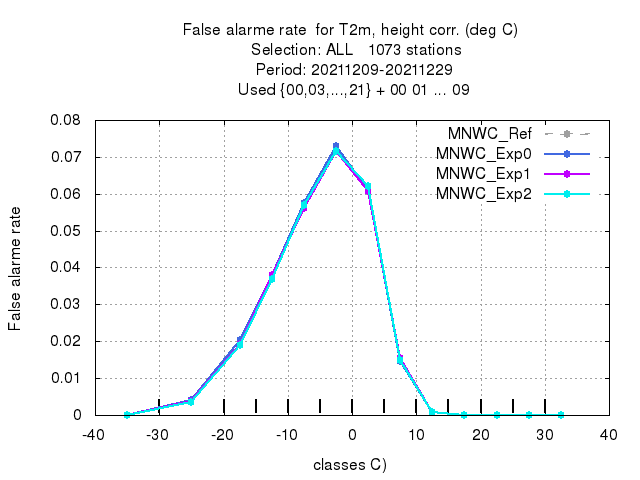 False alarme rate  for T2m, height corr. (deg C)
Selection: ALL   1073 stations
Period: 20211209-20211229
Used {00,03,...,21} + 00 01 ... 09
MNWC_Ref
MNWC_Exp0
MNWC_Exp1
MNWC_Exp2
False alarme rate
0.08
0.07
0.06
0.05
0.04
0.03
0.02
0.01
0
-40 -30 -20 -10 0 10 20 30 40
classes C)